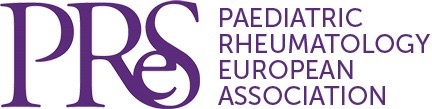 PReS
PAEDIATRIC
RHEUMATOLOGY
EUROPEAN
ASSOCIATION